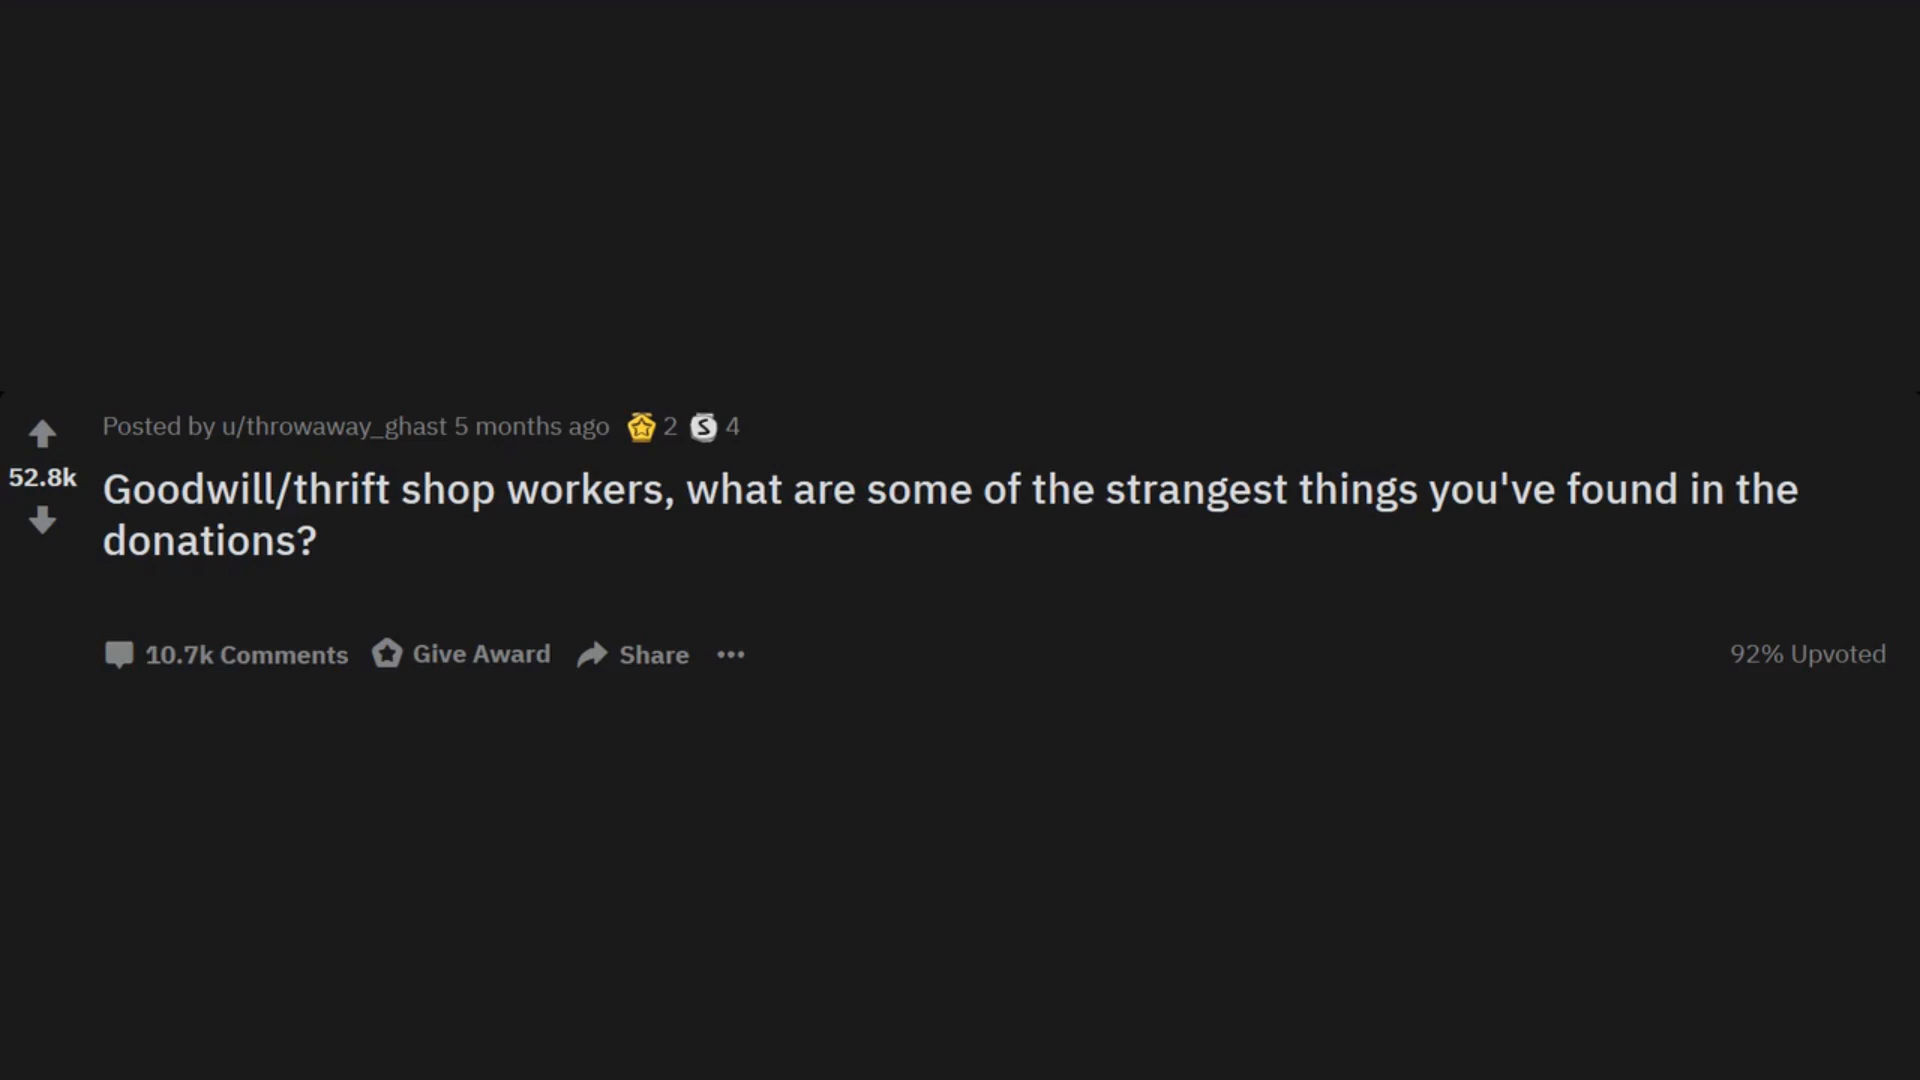 Posted by u/throwaway_ghast 5 months ago 2 S 4
52.8k
Goodwill/thrift shop workers, what are some of the strangest things you've found in the
donations?
10.7k Comments Give Award Share ••• 92% Upvoted